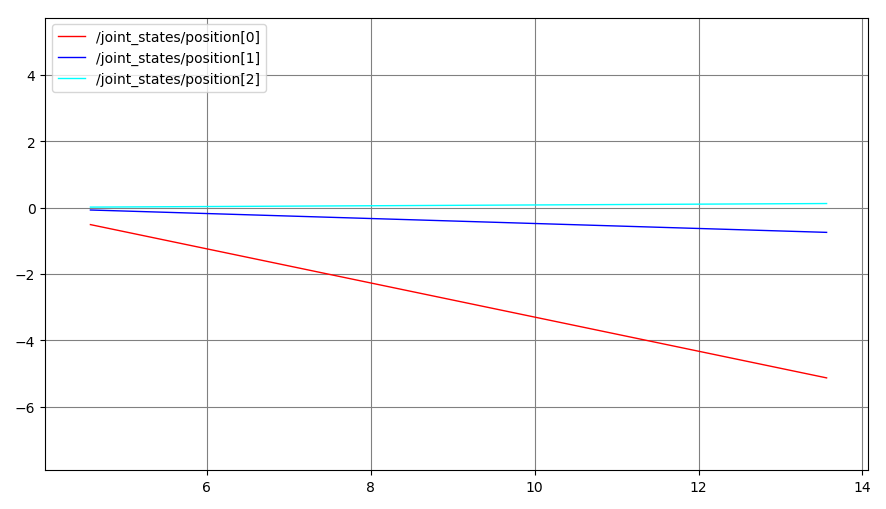 /joint_states/position[0]
/joint_states/position[1]
/joint_states/position[2]
4
2
0
−2
−4
−6
6 8 10 12 14